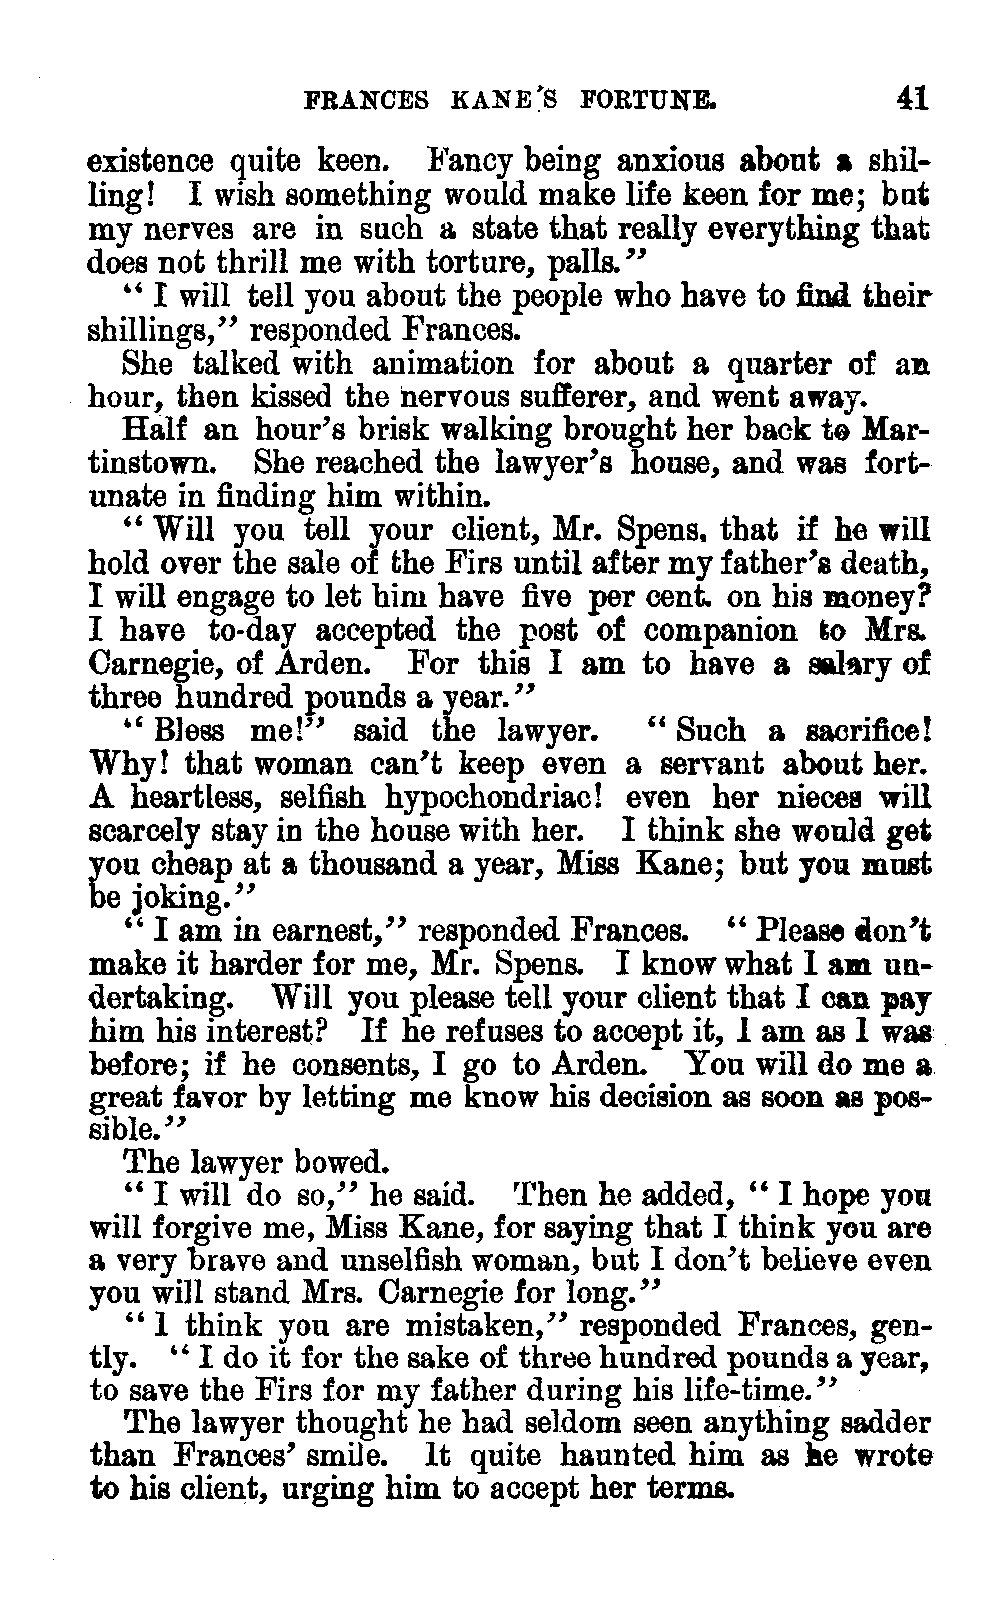 FRANCES KANE'S FORTUNE. 41
existence quite keen. Fancy being anxious about a shil-
ling! I wish something would make life keen for me; but
my nerves are in such a state that really everything that
does not thrill me with torture, palls."
" I will tell you about the people who have to find their
shillings," responded Frances.
She talked with animation for about a quarter of an
hour, then kissed the nervous sufferer, and went away.
Half an hour's brisk walking brought her back to Mar-
tinstown. She reached the lawyer's house, and was fort-
unate in finding him within.
" Will you tell your client, Mr. Spens. that if he will
hold over the sale of the Firs until after my father's death,
I will engage to let him have five per cent. on his money?
I have to-day accepted the post of companion to Mrs.
Carnegie, of Arden. For this I am to have a salary of
three hundred pounds a year."
" Bless me!" said the lawyer. " Such a sacrifice!
Why! that woman can't keep even a servant about her.
A heartless, selfish hypochondriac! even her nieces will
scarcely stay in the house with her. I think she would get
you cheap at a thousand a year, Miss Kane; but you must
be joking."
" I am in earnest," responded Frances. " Please don't
make it harder for me, Mr. Spens. I know what I am un-
dertaking. Will you please tell your client that I can pay
him his interest? If he refuses to accept it, I am as I was
before; if he consents, I go to Arden. You will do me a
great favor by letting me know his decision as soon as pos-
sible."
The lawyer bowed.
" I will do so," he said. Then he added, " I hope you
will forgive me, Miss Kane, for saying that I think you are
a very brave and unselfish woman, but I don't believe even
you will stand Mrs. Carnegie for long."
" I think you are mistaken," responded Frances, gen-
tly. " I do it for the sake of three hundred pounds a year,
to save the Firs for my father during his life-time."
The lawyer thought he had seldom seen anything sadder
than Frances' smile. It quite haunted him as he wrote
to his client, urging him to accept her terms.